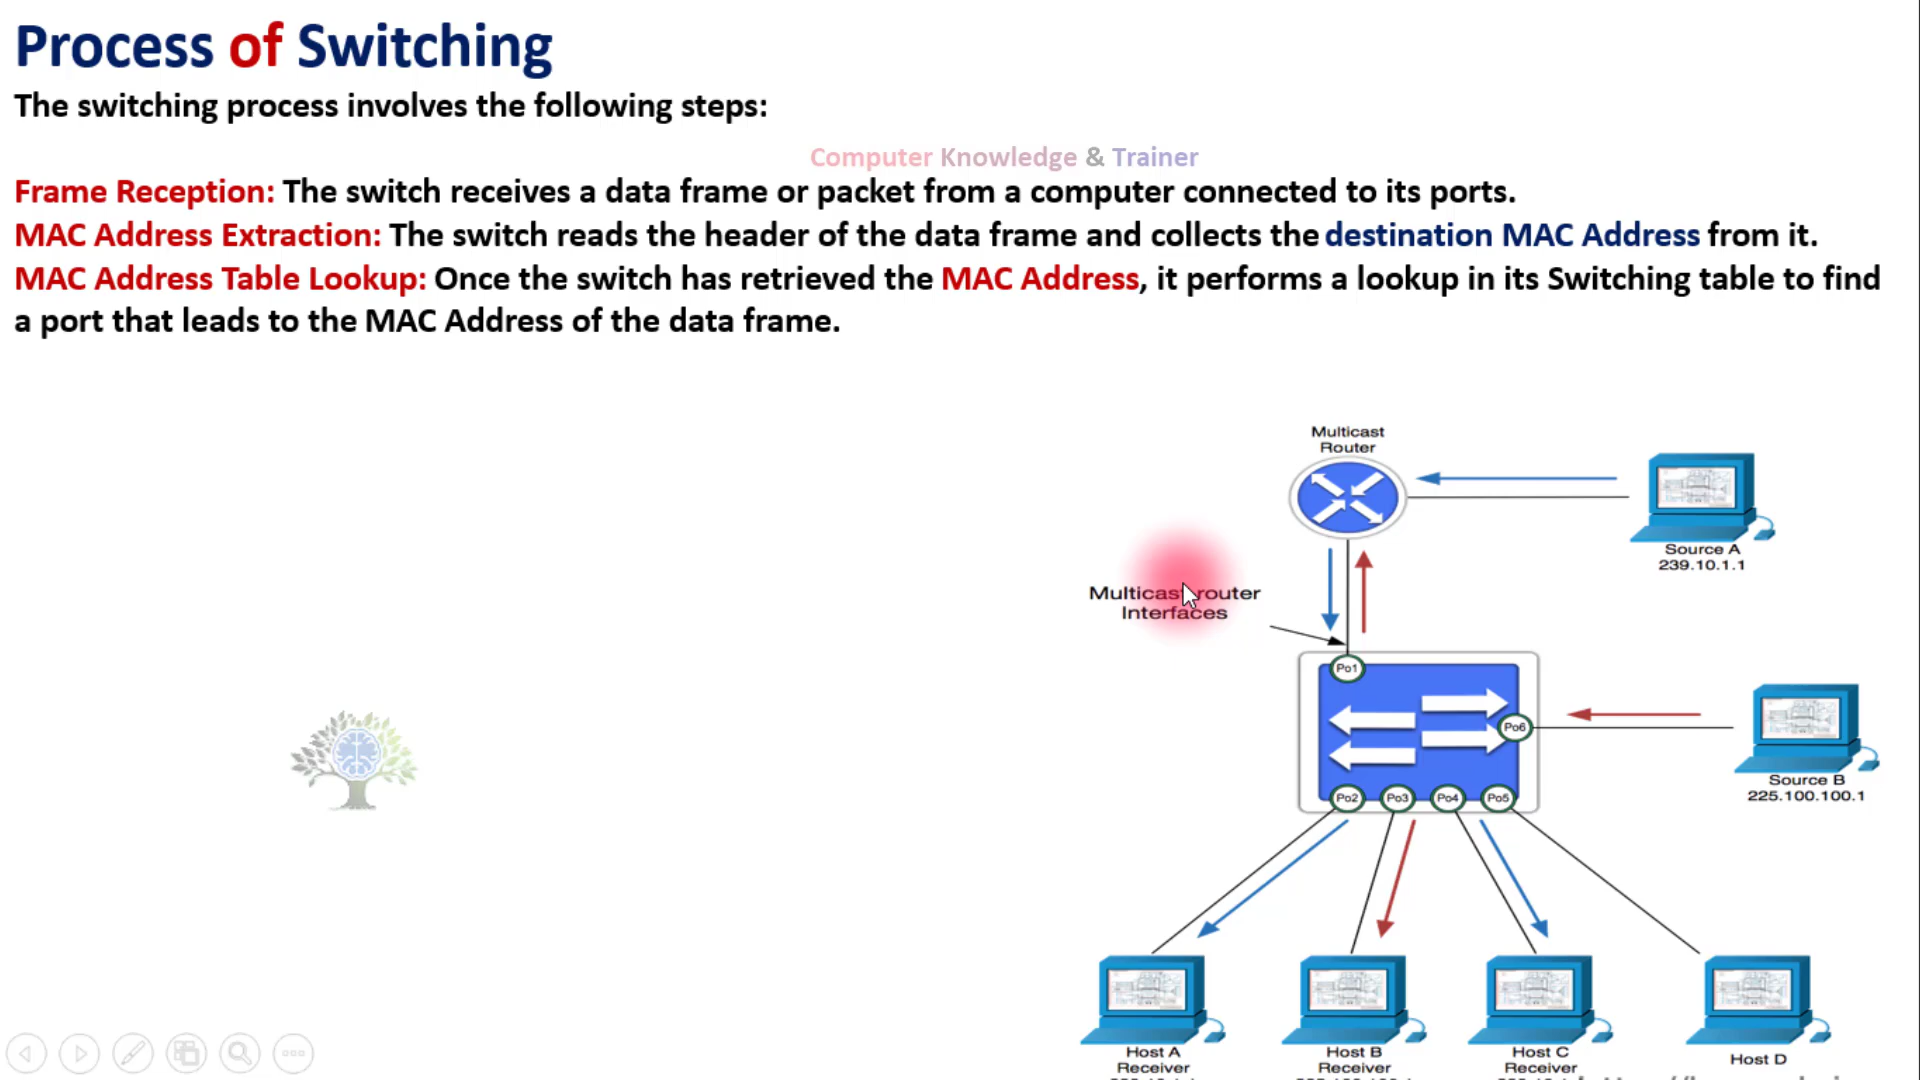 Process of Switching
The switching process involves the following steps:
Computer Knowledge & Trainer
Frame Reception: The switch receives a data frame or packet from a computer connected to its ports.
MAC Address Extraction: The switch reads the header of the data frame and collects the destination MAC Address from it.
MAC Address Table Lookup: Once the switch has retrieved the MAC Address, it performs a lookup in its Switching table to find
a port that leads to the MAC Address of the data frame.
Multicast
Router
Source A
239.10.1.1
Multicast router
Interfaces
Po1
Po6
Source B
225.100.100.1
Po2
Po3
Po4
Po5
Host A
Receiver
Host B
Receiver
Host C
Receiver
Host D